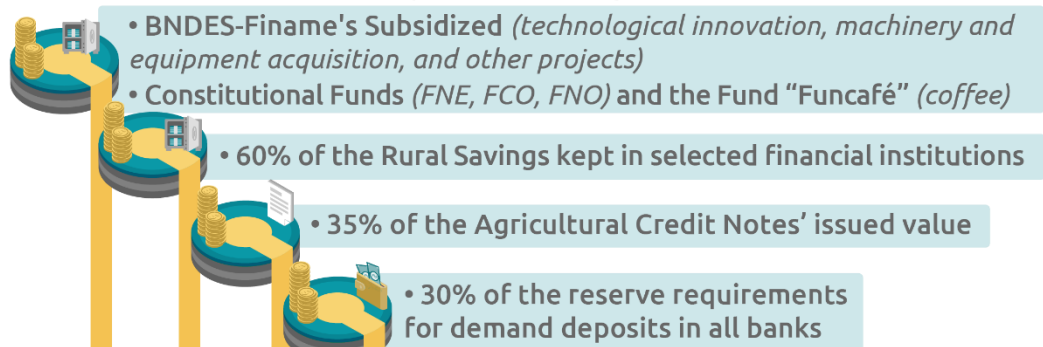 • BNDES-Finame's Subsidized (technological innovation, machinery and
equipment acquisition, and other projects)
• Constitutional Funds (FNE, FCO, FNO) and the Fund “Funcafé” (coffee)
• 60% of the Rural Savings kept in selected financial institutions
• 35% of the Agricultural Credit Notes’ issued value
• 30% of the reserve requirements
for demand deposits in all banks